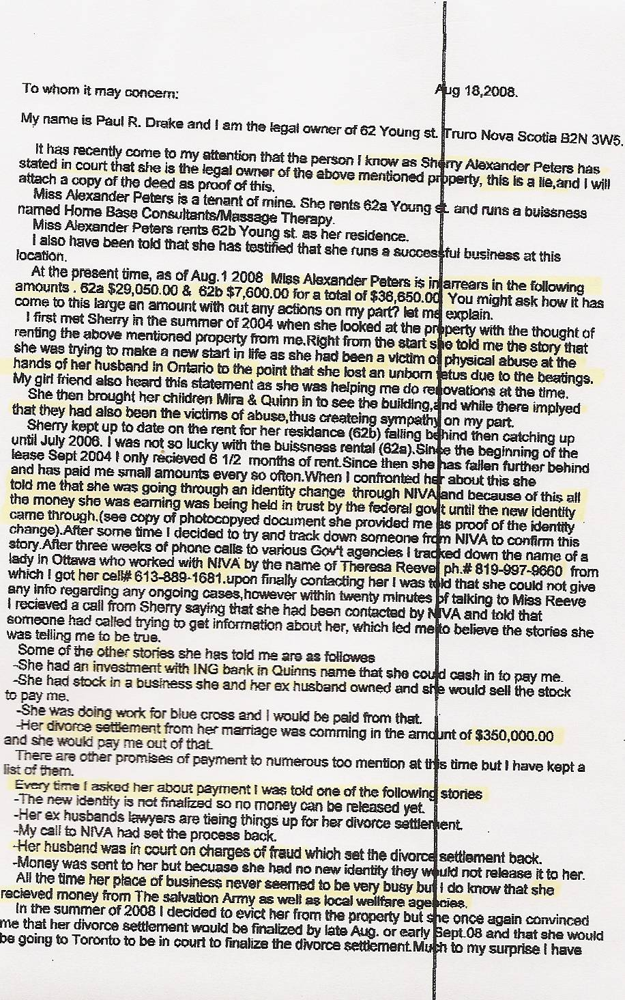 To whom it may concern: Aug 18,2008.
My name is Paul R. Drake and I am the legal owner of 62 Young st. Truro Nova Scotia B2N 3W5.
It has recently come to my attention that the person I know as Sherry Alexander Peters has
stated in court that she is the legal owner of the above mentioned property, this is a lie,and I will
attach a copy of the deed as proof of this.
Miss Alexander Peters is a tenant of mine. She rents 62a Young st. and runs a buissness
named Home Base Consultants/Massage Therapy.
Miss Alexander Peters rents 62b Young st. as her residence.
I also have been told that she has testified that she runs a successful business at this
location.
At the present time, as of Aug.1 2008 Miss Alexander Peters is in arrears in the following
amounts . 62a $29,050.00 & 62b $7,600.00 for a total of $36,650.00 You might ask how it has
come to this large an amount with out any actions on my part? let me explain.
I first met Sherry in the summer of 2004 when she looked at the property with the thought of
renting the above mentioned property from me.Right from the start she told me the story that
she was trying to make a new start in life as she had been a victim of physical abuse at the
hands of her husband in Ontario to the point that she lost an unborn fetus due to the beatings.
My girl friend also heard this statement as she was helping me do renovations at the time.
She then brought her children Mira & Quinn in to see the building,and while there implyed
that they had also been the victims of abuse,thus createing sympathy on my part.
Sherry kept up to date on the rent for her residance (62b) falling behind then catching up
until July 2006. I was not so lucky with the buissness rental (62a).Since the beginning of the
lease Sept 2004 I only recieved 6 1/2 months of rent.Since then she has fallen further behind
and has paid me small amounts every so often.When I confronted her about this she
told me that she was going through an identity change through NIVA and because of this all
the money she was earning was being held in trust by the federal gov't until the new identity
came through.(see copy of photocopyed document she provided me as proof of the identity
change).After some time I decided to try and track down someone from NIVA to confirm this
story.After three weeks of phone calls to various Gov't agencies I tracked down the name of a
lady in Ottawa who worked with NIVA by the name of Theresa Reeve ph.# 819-997-9660 from
which I got her cell# 613-889-1681.upon finally contacting her I was told that she could not give
any info regarding any ongoing cases,however within twenty minutes of talking to Miss Reeve
I recieved a call from Sherry saying that she had been contacted by NIVA and told that
someone had called trying to get information about her, which led me to believe the stories she
was telling me to be true.
Some of the other stories she has told me are as followes
-She had an investment with ING bank in Quinns name that she could cash in to pay me.
-She had stock in a business she and her ex husband owned and she would sell the stock
to pay me.
-She was doing work for blue cross and I would be paid from that.
-Her divorce settlement from her marriage was comming in the amount of $350,000.00
and she would pay me out of that.
There are other promises of payment to numerous too mention at this time but I have kept a
list of them.
Every time I asked her about payment I was told one of the following stories
-The new identity is not finalized so no money can be released yet.
-Her ex husbands lawyers are tieing things up for her divorce settlement.
-My call to NIVA had set the process back.
-Her husband was in court on charges of fraud which set the divorce settlement back.
-Money was sent to her but becuase she had no new identity they would not release it to her.
All the time her place of business never seemed to be very busy but I do know that she
recieved money from The salvation Army as well as local wellfare agencies.
In the summer of 2008 I decided to evict her from the property but she once again convinced
me that her divorce settlement would be finalized by late Aug. or early Sept.08 and that she would
be going to Toronto to be in court to finalize the divorce settlement.Much to my surprise I have